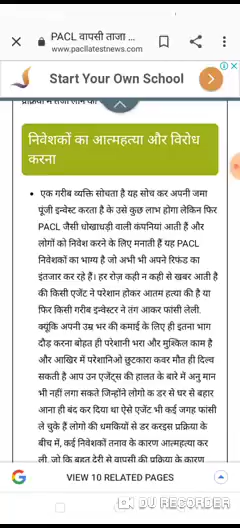 PACL वापसी ताजा ...
www.pacllatestnews.com
Start Your Own School
निवेशकों का आत्महत्या और विरोध
करना
एक गरीब व्यक्ति सोचता है यह सोच कर अपनी जमा
पूंजी इन्वेस्ट करता है के उसे कुछ लाभ होगा लेकिन फिर
PACL जैसी धोखाधड़ी वाली कंपनियां आती हैं और
लोगों को निवेश करने के लिए मनाती हैं यह PACL
निवेशकों का भाग्य है जो अभी भी अपने रिफंड का
इंतजार कर रहे हैं। हर रोज़ कही न कही से खबर आती है
की किसी एजेंट ने परेशान होकर आतम हत्या की है या
फिर किसी गरीब इन्वेस्टर ने तंग आकर फांसी लेली.
क्यूंकि अपनी उम्र भर की कमाई के लिए ही इतना भाग
दौड़ करना बोहत ही परेशानी भरा और मुश्किल काम है
और आखिर में परेशानिओ छुटकारा कवर मौत ही दिल्व
सकती है आप उन एजेंट्स की हालत के बारे में अनु मान
भी नहीं लगा सकते जिन्होंने लोगो क डर से घर से बहार
आना ही बंद कर दिया था ऐसे एजेंट भी कई जगह फांसी
ले चुके हैं लोगो की धमकियों से डर करइस प्रक्रिया के
बीच में, कई निवेशकों तनाव के कारण आत्महत्या कर
ली, जो कि बहुत देरी से वापसी की प्रक्रिया के कारण
VIEW 10 RELATED PAGES
DU RECORDER